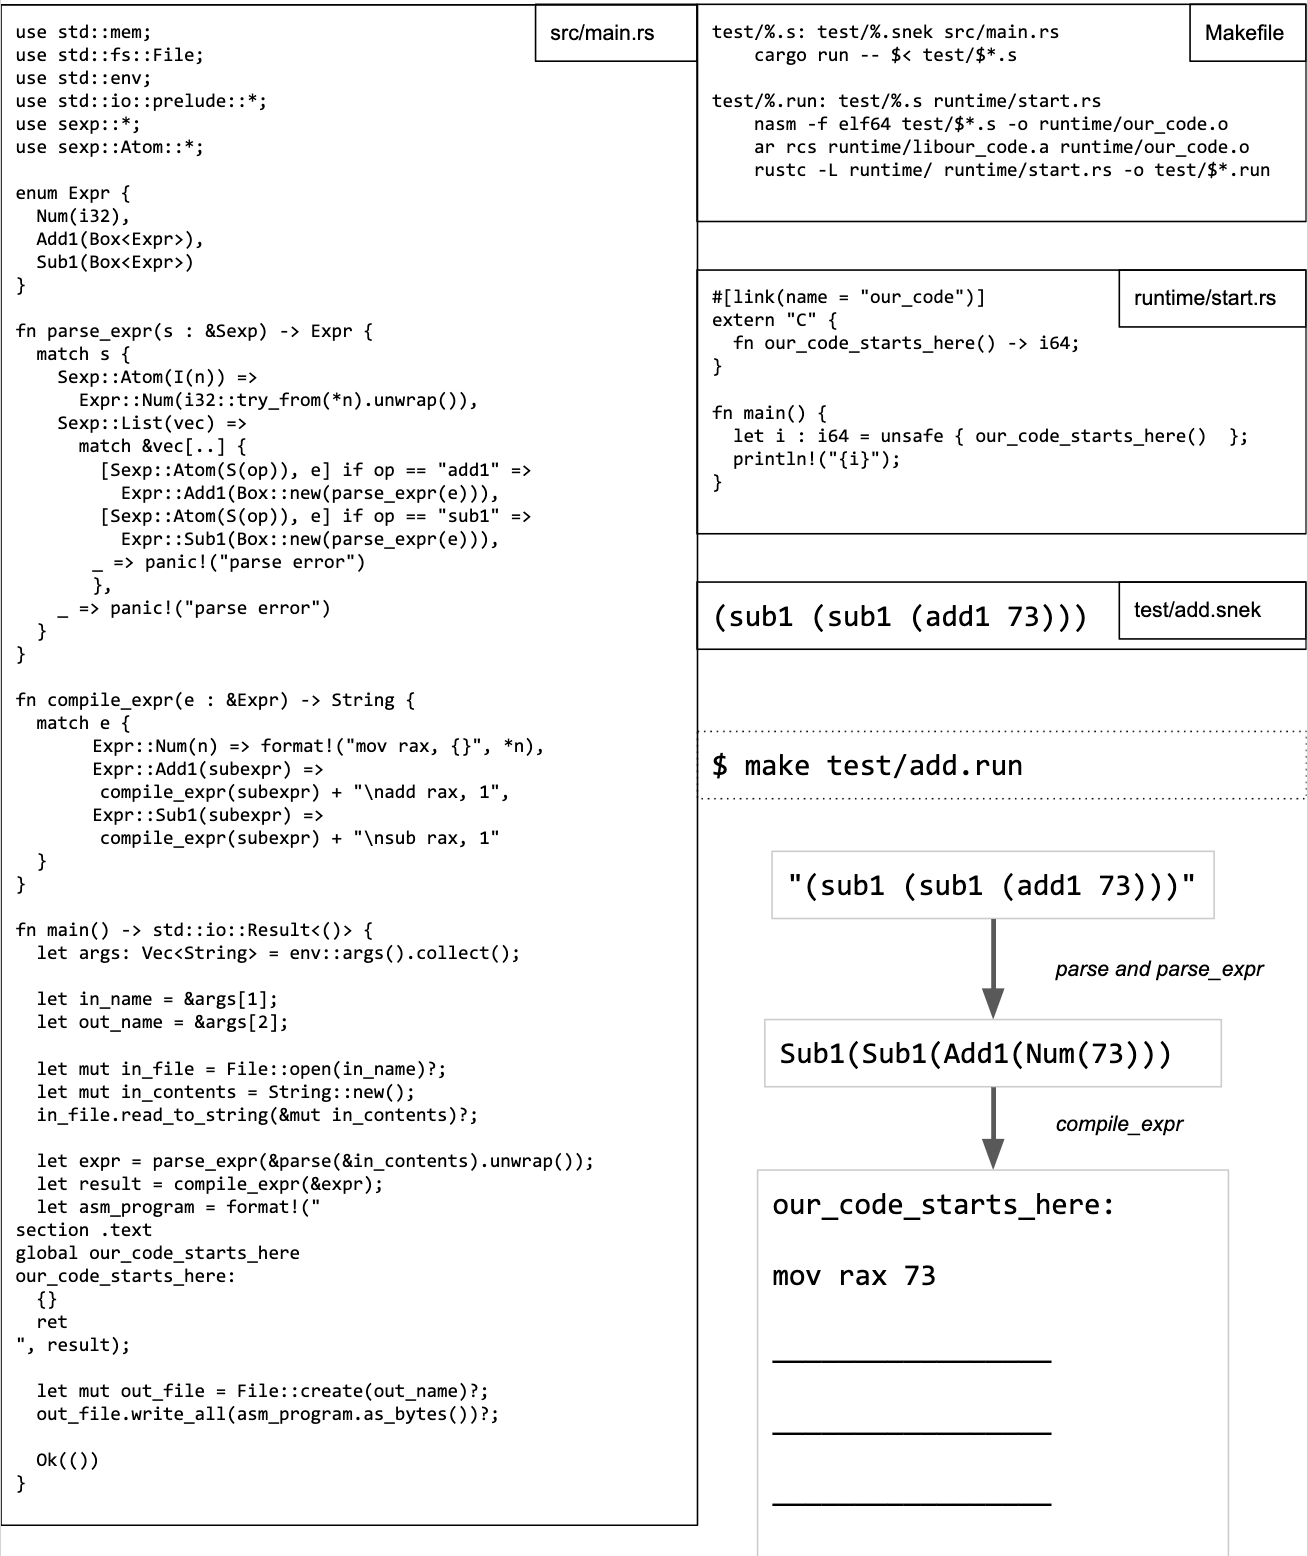 src/main.rs
use std::mem;
use std::fs::File;
use std::env;
use std::io::prelude::*;
use sexp::*;
use sexp::Atom::*;

enum Expr {
  Num(i32),
  Add1(Box<Expr>),
  Sub1(Box<Expr>)
}

fn parse_expr(s : &Sexp) -> Expr {
  match s {
    Sexp::Atom(I(n)) =>
      Expr::Num(i32::try_from(*n).unwrap()),
    Sexp::List(vec) =>
      match &vec[..] {
        [Sexp::Atom(S(op)), e] if op == "add1" =>
          Expr::Add1(Box::new(parse_expr(e))),
        [Sexp::Atom(S(op)), e] if op == "sub1" =>
          Expr::Sub1(Box::new(parse_expr(e))),
       _ => panic!("parse error")
       },
    _ => panic!("parse error")
  }
}

fn compile_expr(e : &Expr) -> String {
  match e {
       Expr::Num(n) => format!("mov rax, {}", *n),
       Expr::Add1(subexpr) =>
        compile_expr(subexpr) + "\nadd rax, 1",
       Expr::Sub1(subexpr) =>
        compile_expr(subexpr) + "\nsub rax, 1"
  }
}

fn main() -> std::io::Result<()> {
  let args: Vec<String> = env::args().collect();

  let in_name = &args[1];
  let out_name = &args[2];

  let mut in_file = File::open(in_name)?;
  let mut in_contents = String::new();
  in_file.read_to_string(&mut in_contents)?;

  let expr = parse_expr(&parse(&in_contents).unwrap());
  let result = compile_expr(&expr);
  let asm_program = format!("
section .text
global our_code_starts_here
our_code_starts_here:
  {}
  ret
", result);

  let mut out_file = File::create(out_name)?;
  out_file.write_all(asm_program.as_bytes())?;

  Ok(())
}
Makefile
test/%.s: test/%.snek src/main.rs
    cargo run -- $< test/$*.s

test/%.run: test/%.s runtime/start.rs
    nasm -f elf64 test/$*.s -o runtime/our_code.o
    ar rcs runtime/libour_code.a runtime/our_code.o
    rustc -L runtime/ runtime/start.rs -o test/$*.run
runtime/start.rs
#[link(name = "our_code")]
extern "C" {
  fn our_code_starts_here() -> i64;
}

fn main() {
  let i : i64 = unsafe { our_code_starts_here()  };
  println!("{i}");
}
test/add.snek
(sub1 (sub1 (add1 73)))
$ make test/add.run
"(sub1 (sub1 (add1 73)))"
parse and parse_expr
Sub1(Sub1(Add1(Num(73)))
compile_expr
our_code_starts_here:
mov rax 73